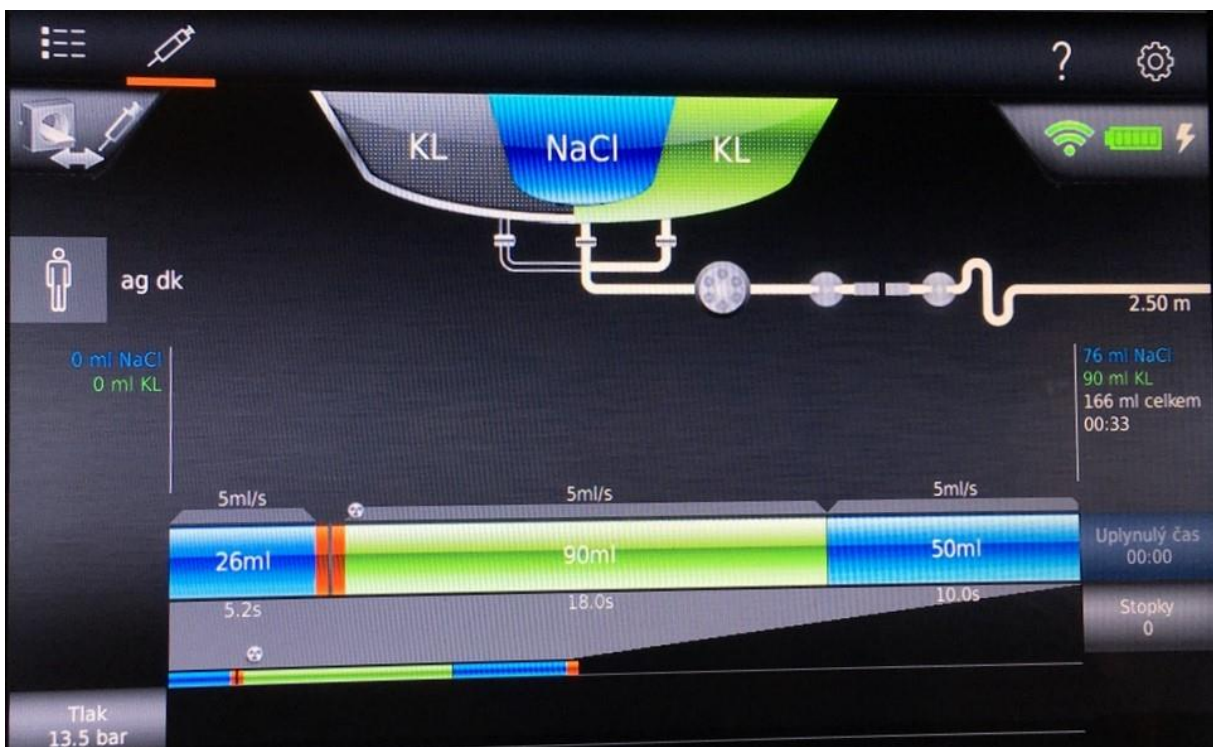 ?
KL
NaCl
KL
ag dk
2.50 m
0 ml NaCl
0 ml KL
76 ml NaCl
90 ml KL
166 ml celkem
00:33
5ml/s
5ml/s
5ml/s
26ml
90ml
50ml
5.2s
18.0s
10.0s
Uplynulý čas
00:00
Stopky
0
Tlak
13.5 bar